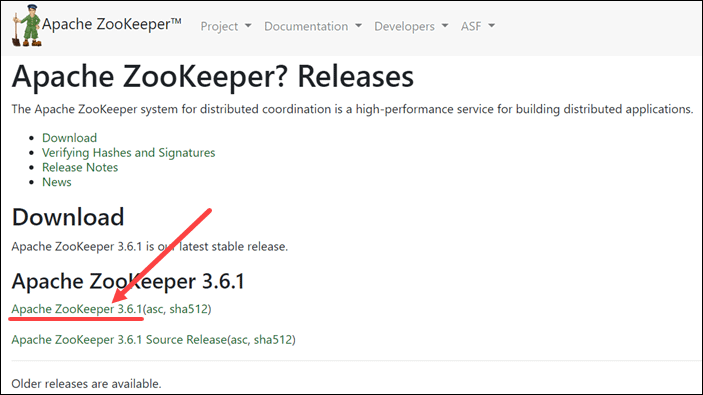 Apache ZooKeeper™
Project Documentation Developers ASF
Apache ZooKeeper? Releases
The Apache ZooKeeper system for distributed coordination is a high-performance service for building distributed applications.
Download
Verifying Hashes and Signatures
Release Notes
News
Download
Apache ZooKeeper 3.6.1 is our latest stable release.
Apache ZooKeeper 3.6.1
Apache ZooKeeper 3.6.1(asc, sha512)
Apache ZooKeeper 3.6.1 Source Release(asc, sha512)
Older releases are available.